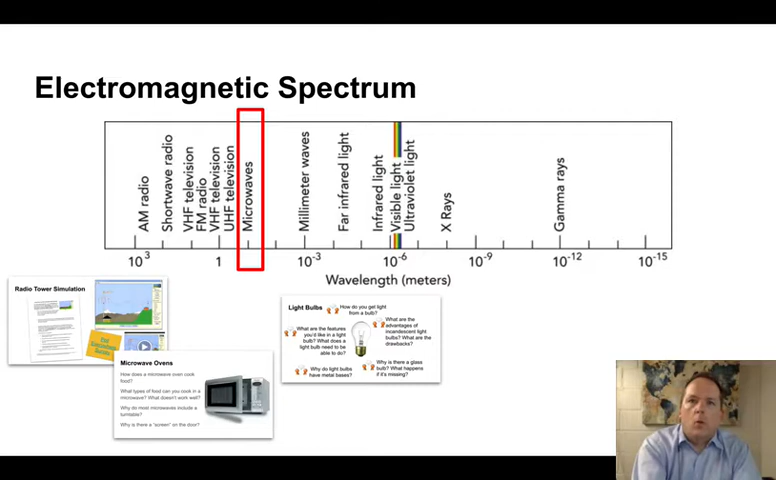 Electromagnetic Spectrum
AM radio
Shortwave radio
VHF television
FM radio
VHF television
UHF television
Microwaves
Millimeter waves
Far infrared light
Infrared light
Visible light
Ultraviolet light
X Rays
Gamma rays
10³ 1 10⁻³ 10⁻⁶ 10⁻⁹ 10⁻¹² 10⁻¹⁵
Wavelength (meters)
Radio Tower Simulation
Microwave Ovens
How does a microwave oven cook
food?
What types of food can you cook in a
microwave? What doesn't work well?
Why do most microwaves include a
turntable?
Why is there a "screen" on the door?
Light Bulbs
How do you get light
from a bulb?
What are the features
you'd like in a light
bulb? What does a
light bulb need to be
able to do?
What are the
advantages of
incandescent light
bulbs? What are the
drawbacks?
Why do light bulbs
have metal bases?
Why is there a glass
bulb? What happens
if it's missing?